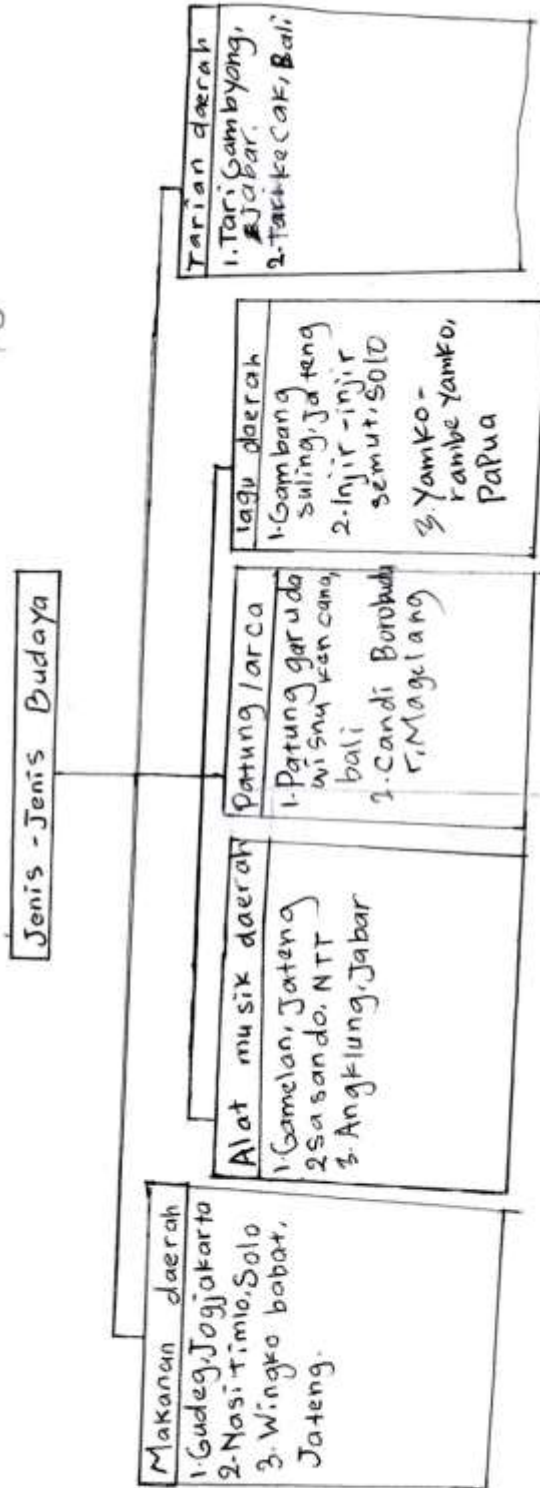 Jenis - Jenis Budaya
Makanan daerah
1. Gudeg, Jogjakarta
2. Nasi Timlo, Solo
3. Wingko babat,
Jateng.
Alat musik daerah
1. Gamelan, Jateng
2 Sasando, NTT
3. Angklung, Jabar
Patung/arca
1. Patung garuda
wisnu kencana,
bali
2. Candi Borobudu
r, Magelang
lagu daerah
1. Gambang
suling, Jateng
2. Injir - injir
semut, Solo
3. Yamko -
rambe yamko,
Papua
Tarian daerah
1. Tari Gambyong,
Jabar.
2. Tari kecak, Bali